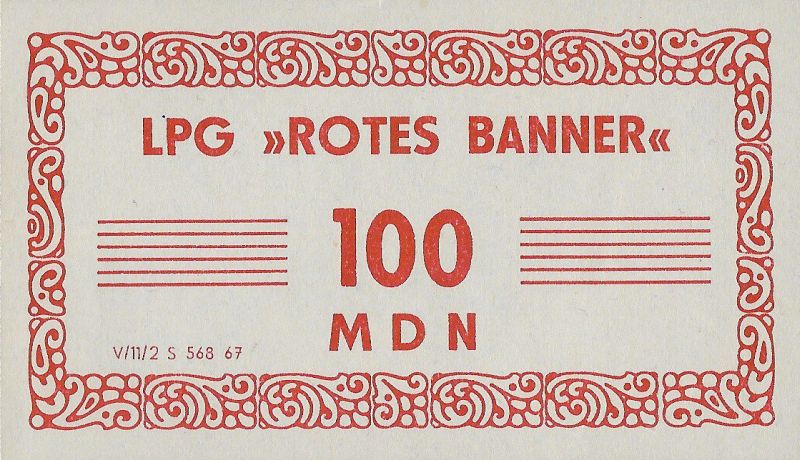 LPG »ROTES BANNER«
100
MDN
V/11/2 S 568 67